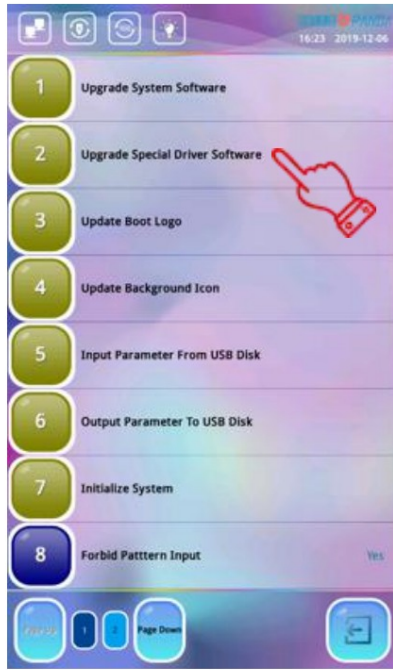 16:23 2019-12-06
1 Upgrade System Software
2 Upgrade Special Driver Software
3 Update Boot Logo
4 Update Background Icon
5 Input Parameter From USB Disk
6 Output Parameter To USB Disk
7 Initialize System
8 Forbid Patttern Input Yes
1 2 Page Down